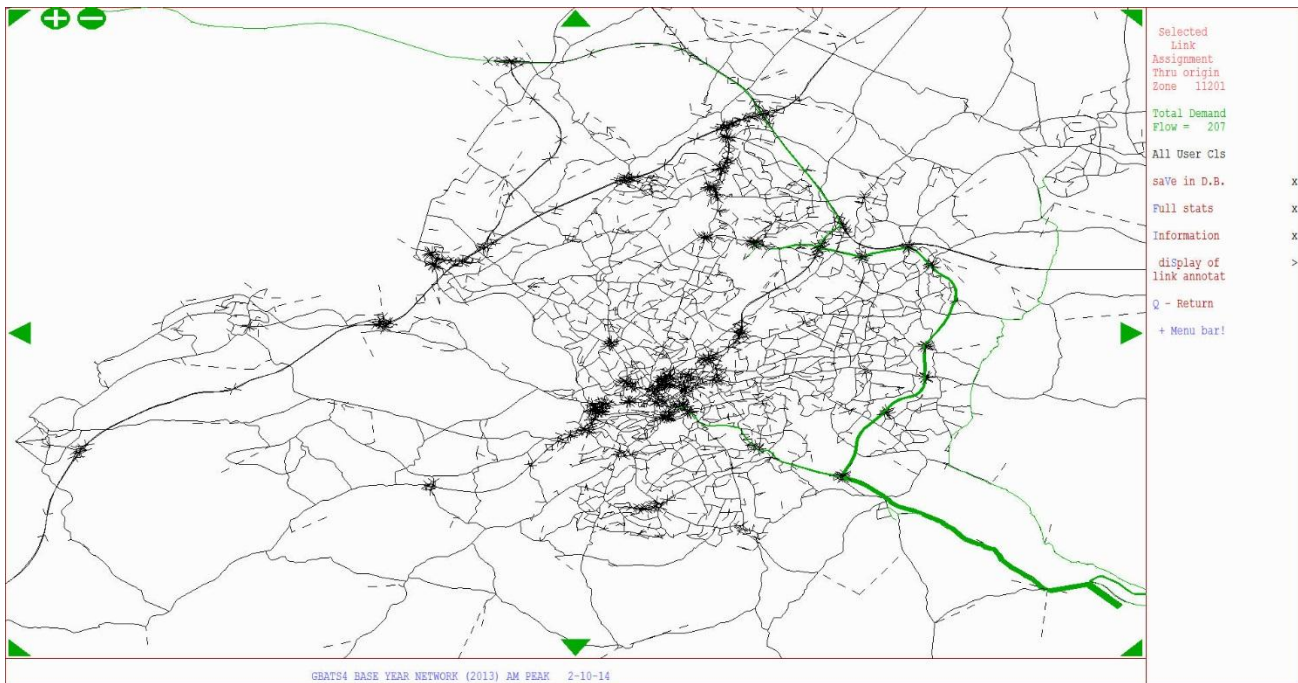 Selected
Link
Assignment
Thru origin
Zone 11201
Total Demand
Flow = 207
All User Cls
saVe in D.B. x
Full stats x
Information x
diSplay of >
link annotat
Q - Return
+ Menu bar!
GBATS4 BASE YEAR NETWORK (2013) AM PEAK 2-10-14